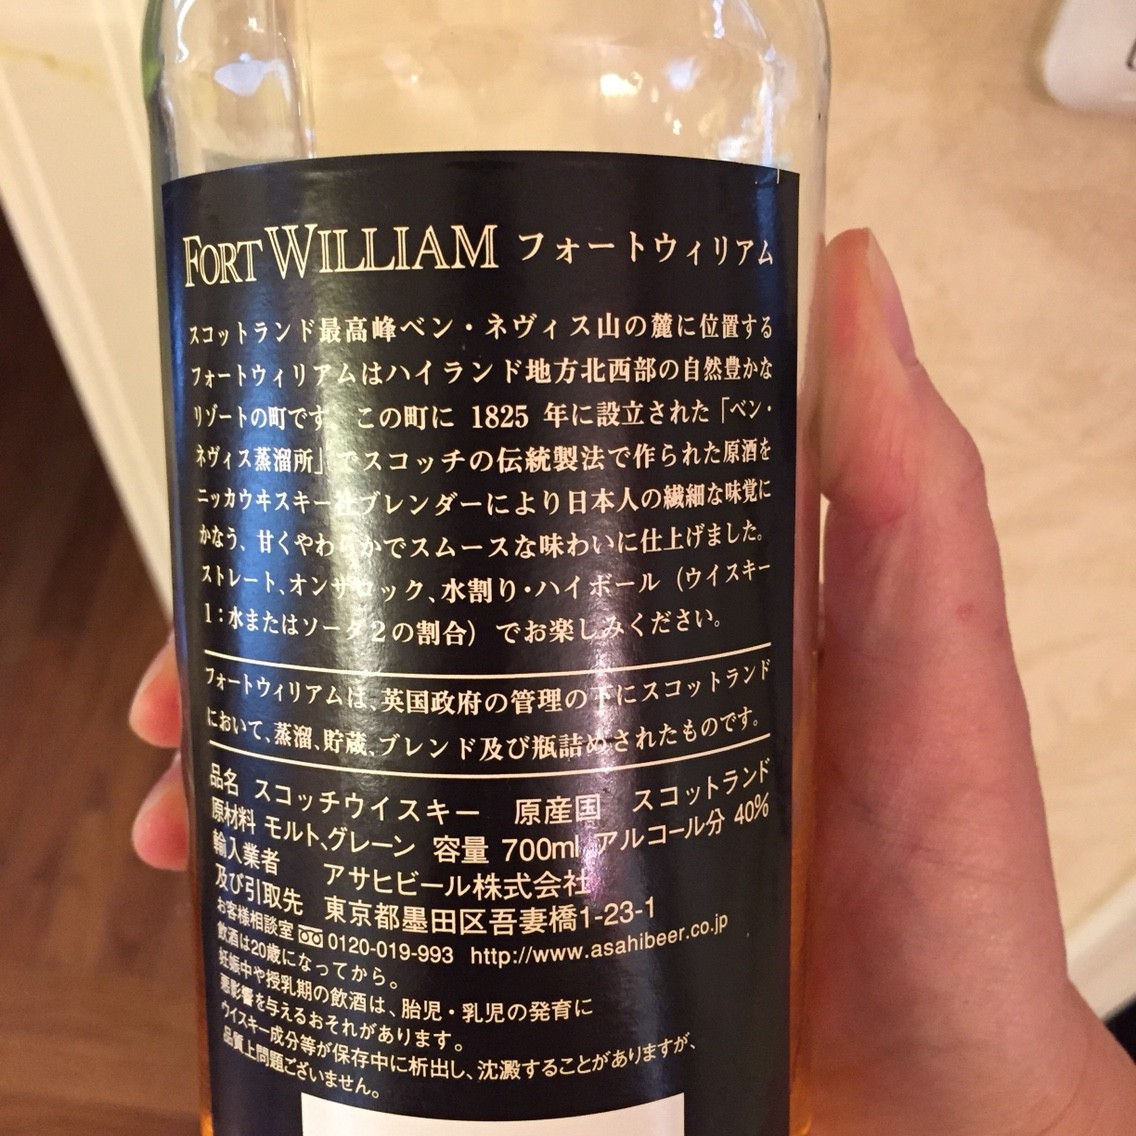 FORT WILLIAM フォートウィリアム
スコットランド最高峰ベン・ネヴィス山の麓に位置する
フォートウィリアムはハイランド地方北西部の自然豊かな
リゾートの町です。 この町に 1825 年に設立された「ベン・
ネヴィス蒸溜所」でスコッチの伝統製法で作られた原酒を
ニッカウヰスキー社ブレンダーにより日本人の繊細な味覚に
かなう、甘くやわらかでスムースな味わいに仕上げました。
ストレート、オンザロック、水割り・ハイボール（ウイスキー
1：水またはソーダ2の割合）でお楽しみください。
フォートウィリアムは、英国政府の管理の下にスコットランド
において、蒸溜、貯蔵、ブレンド及び瓶詰めされたものです。
品名 スコッチウイスキー 原産国 スコットランド
原材料 モルト、グレーン 容量 700ml アルコール分 40%
輸入業者 アサヒビール株式会社
及び引取先 東京都墨田区吾妻橋1-23-1
お客様相談室 0120-019-993 http://www.asahibeer.co.jp
飲酒は20歳になってから。
妊娠中や授乳期の飲酒は、胎児・乳児の発育に
悪影響を与えるおそれがあります。
ウイスキー成分等が保存中に析出し、沈澱することがありますが、
品質上問題ございません。